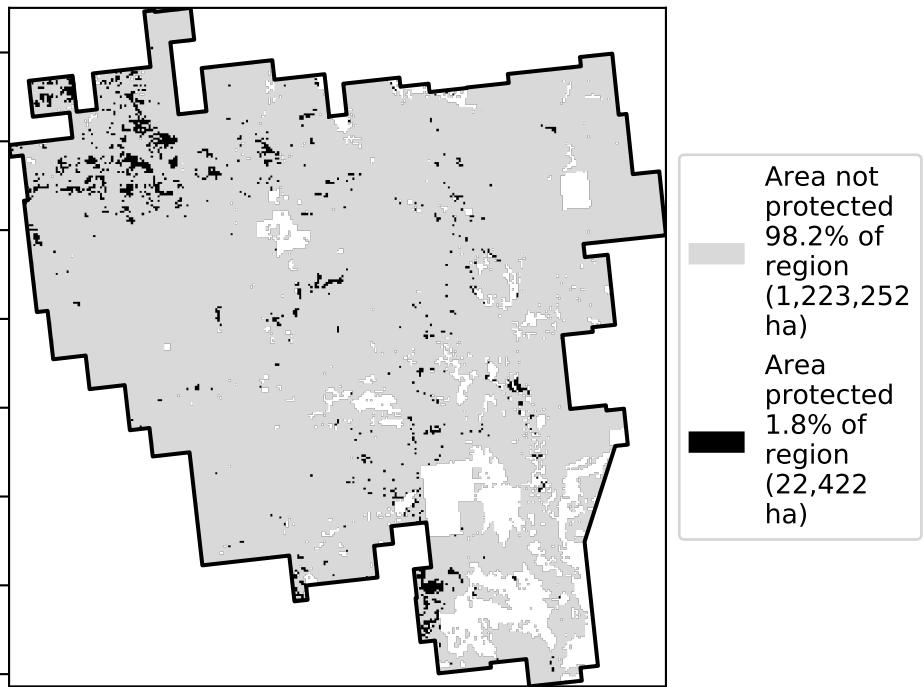 Area not
protected
98.2% of
region
(1,223,252
ha)
Area
protected
1.8% of
region
(22,422
ha)